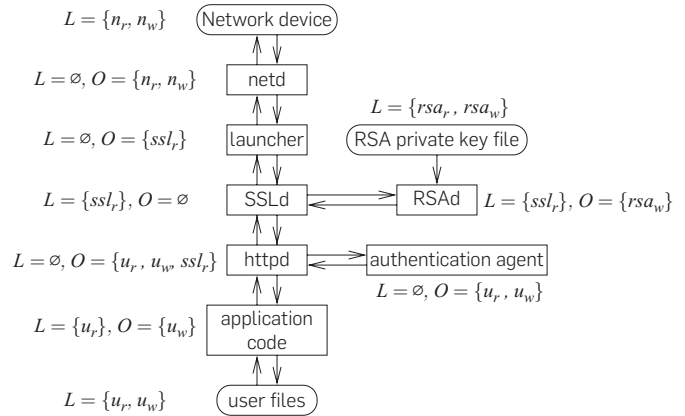 L = {n_r, n_w}
Network device
L = ∅, O = {n_r, n_w}
netd
L = {rsa_r, rsa_w}
L = ∅, O = {ssl_r}
launcher
RSA private key file
L = {ssl_r}, O = ∅
SSLd
RSAd
L = {ssl_r}, O = {rsa_w}
L = ∅, O = {u_r, u_w, ssl_r}
httpd
authentication agent
L = ∅, O = {u_r, u_w}
L = {u_r}, O = {u_w}
application
code
L = {u_r, u_w}
user files